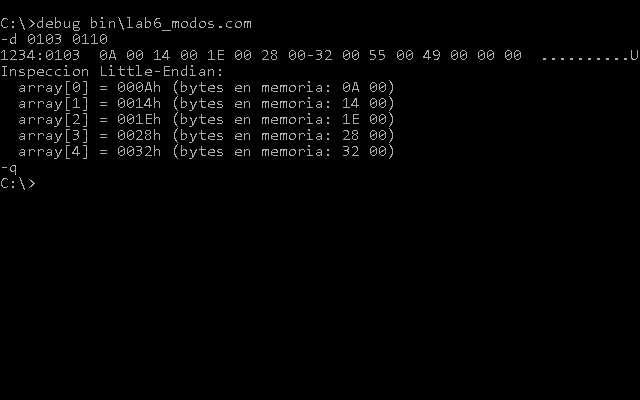 C:\>debug bin\lab6_modos.com
-d 0103 0110
1234:0103  0A 00 14 00 1E 00 28 00-32 00 55 00 49 00 00 00  ..........U
Inspeccion Little-Endian:
  array[0] = 000Ah (bytes en memoria: 0A 00)
  array[1] = 0014h (bytes en memoria: 14 00)
  array[2] = 001Eh (bytes en memoria: 1E 00)
  array[3] = 0028h (bytes en memoria: 28 00)
  array[4] = 0032h (bytes en memoria: 32 00)
-q
C:\>